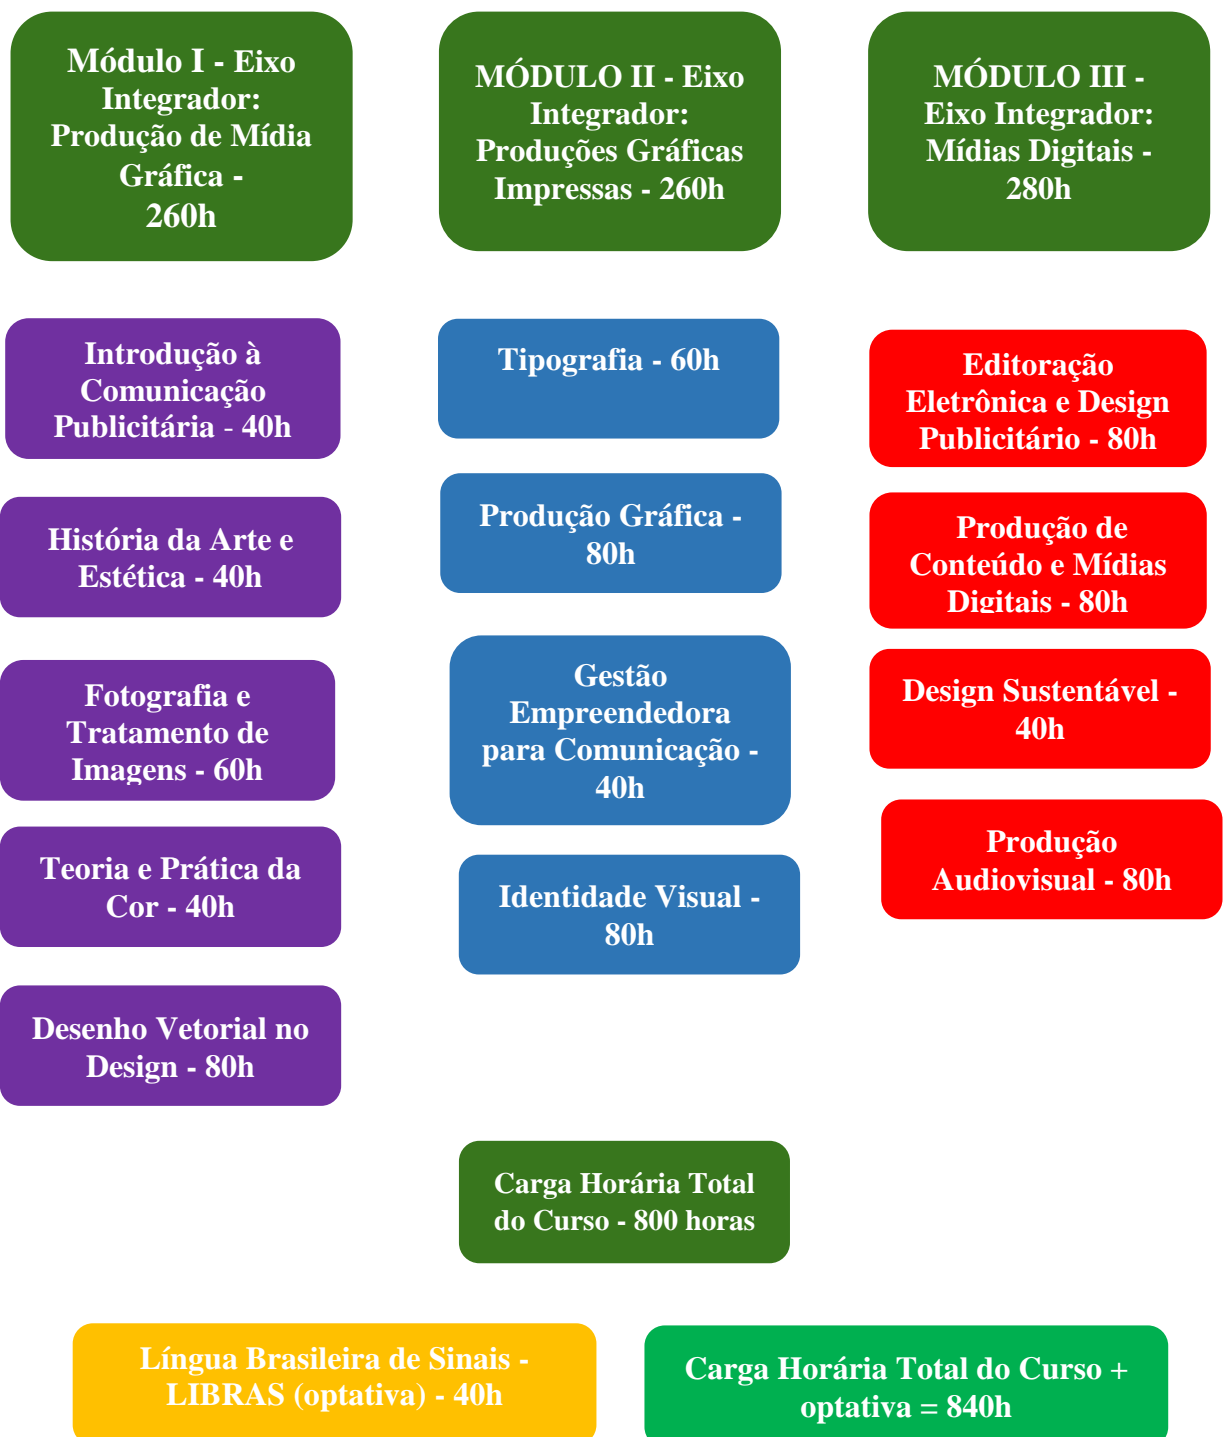 Módulo I - Eixo
Integrador:
Produção de Mídia
Gráfica -
260h
Introdução à
Comunicação
Publicitária - 40h
História da Arte e
Estética - 40h
Fotografia e
Tratamento de
Imagens - 60h
Teoria e Prática da
Cor - 40h
Desenho Vetorial no
Design - 80h
MÓDULO II - Eixo
Integrador:
Produções Gráficas
Impressas - 260h
Tipografia - 60h
Produção Gráfica -
80h
Gestão
Empreendedora
para Comunicação -
40h
Identidade Visual -
80h
MÓDULO III -
Eixo Integrador:
Mídias Digitais -
280h
Editoração
Eletrônica e Design
Publicitário - 80h
Produção de
Conteúdo e Mídias
Digitais - 80h
Design Sustentável -
40h
Produção
Audiovisual - 80h
Carga Horária Total
do Curso - 800 horas
Língua Brasileira de Sinais -
LIBRAS (optativa) - 40h
Carga Horária Total do Curso +
optativa = 840h